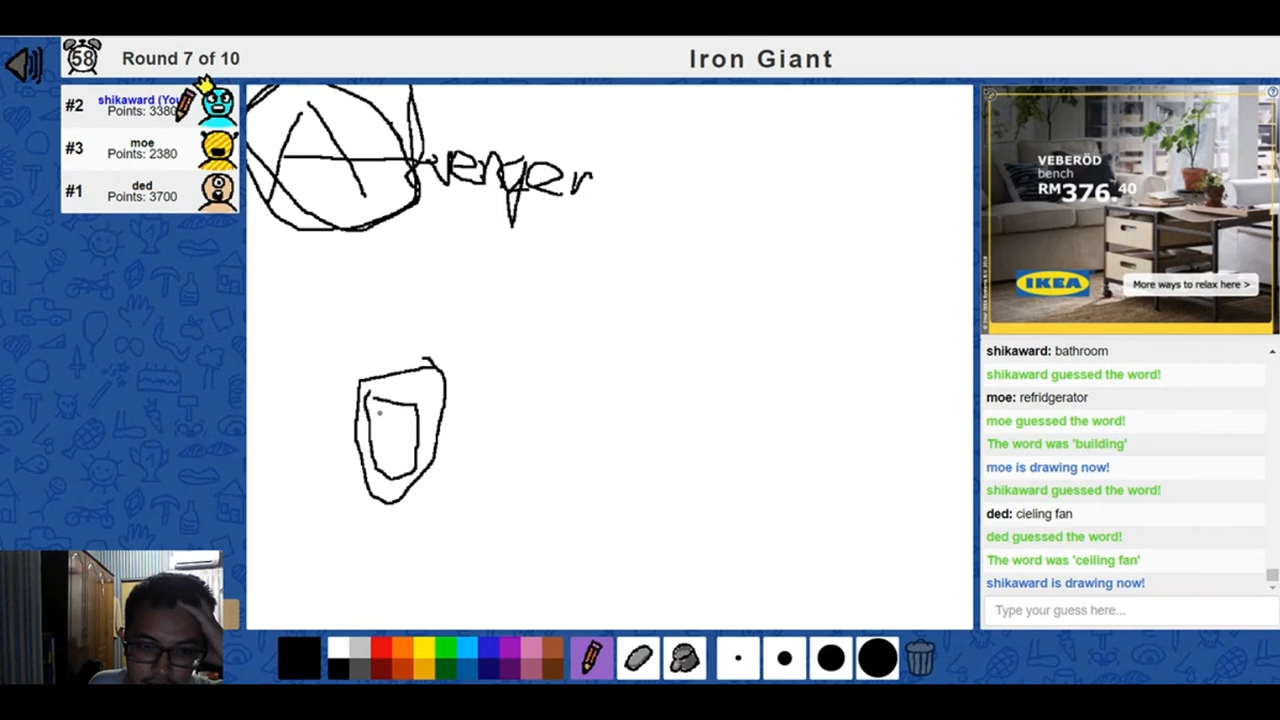 58
Round 7 of 10
Iron Giant
#2
shikaward (You
Points: 3380
#3
moe
Points: 2380
#1
ded
Points: 3700
Avenger
VEBERÖD
bench
RM376.40
IKEA
More ways to relax here >
shikaward: bathroom
shikaward guessed the word!
moe: refridgerator
moe guessed the word!
The word was 'building'
moe is drawing now!
shikaward guessed the word!
ded: cieling fan
ded guessed the word!
The word was 'ceiling fan'
shikaward is drawing now!
Type your guess here...